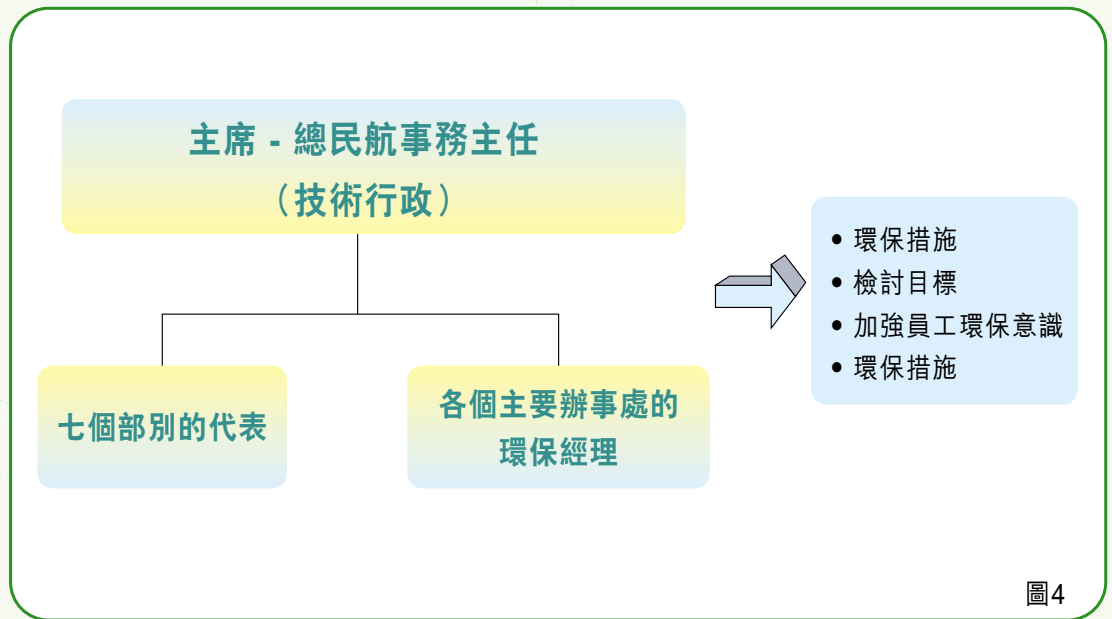 主席 - 總民航事務主任
（技術行政）
七個部別的代表
各個主要辦事處的
環保經理
• 環保措施
• 檢討目標
• 加強員工環保意識
• 環保措施
圖4